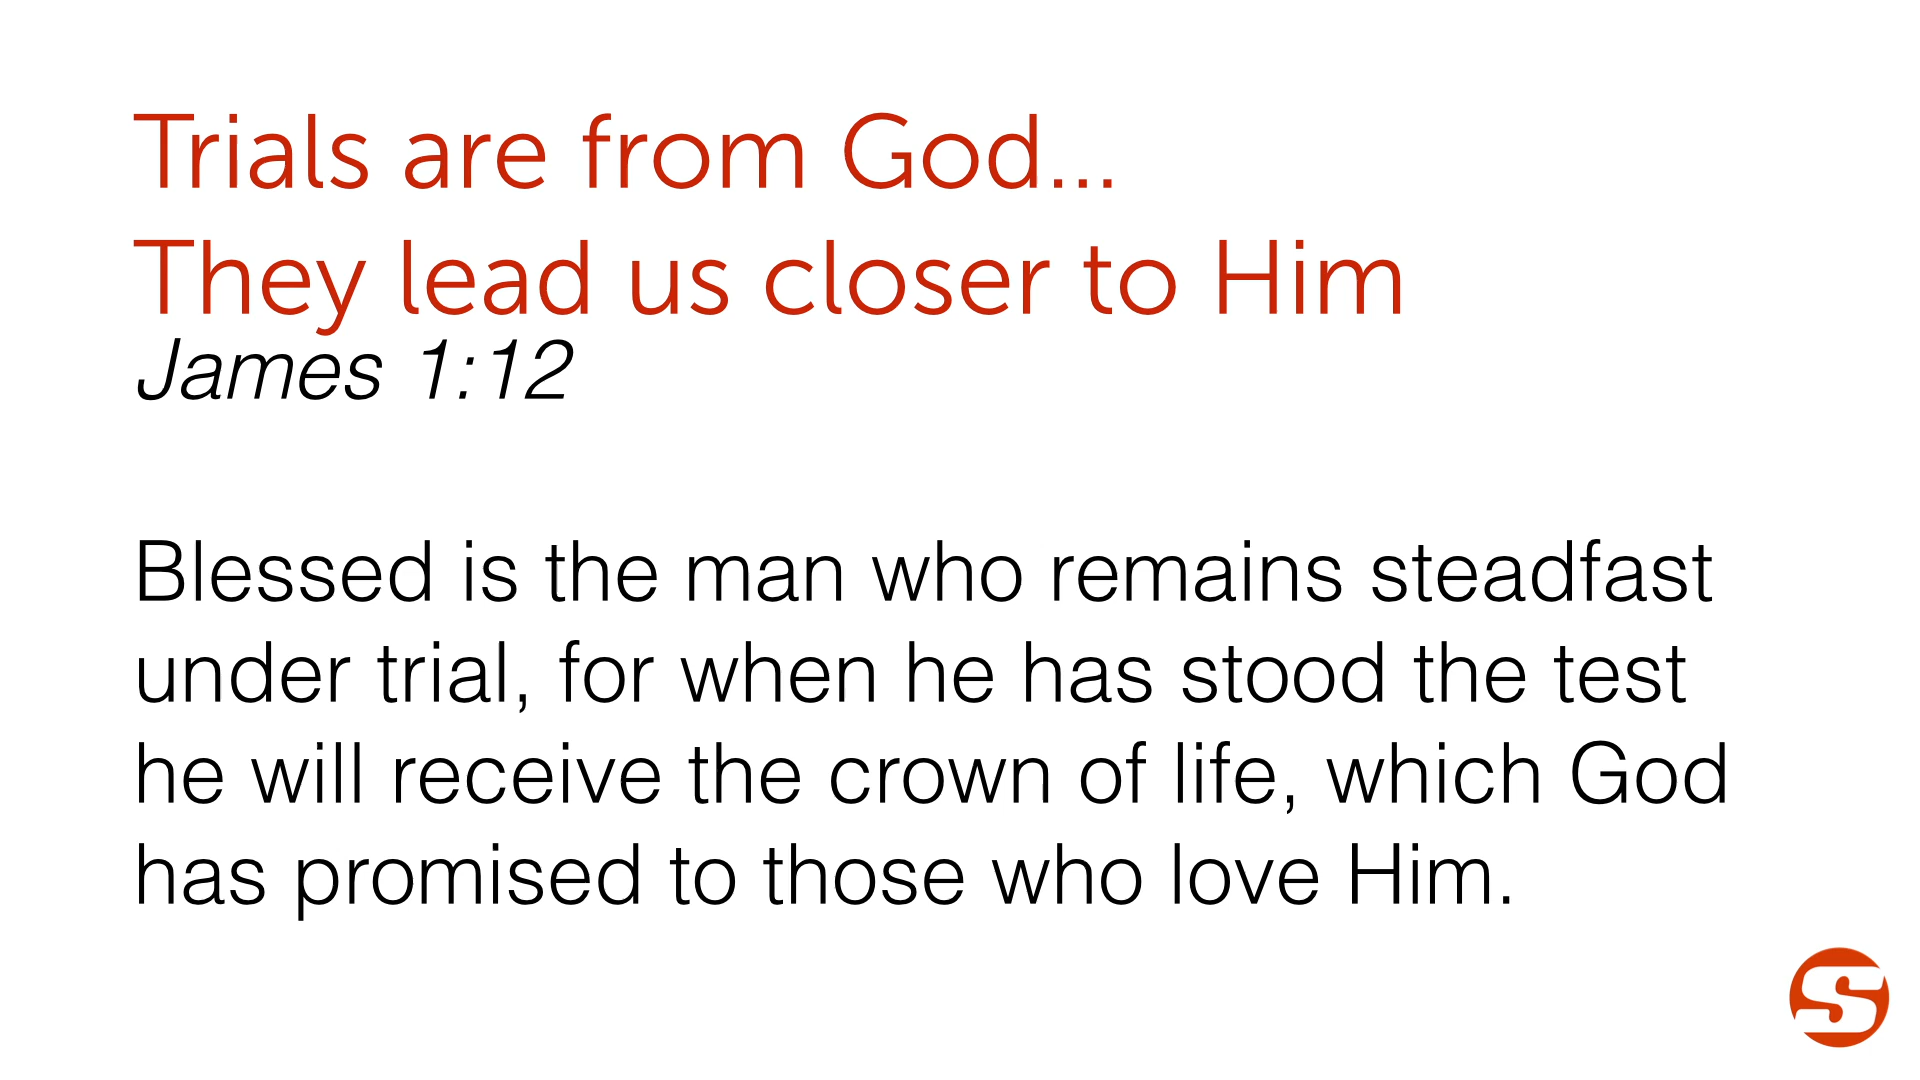 Trials are from God...
They lead us closer to Him
James 1:12
Blessed is the man who remains steadfast
under trial, for when he has stood the test
he will receive the crown of life, which God
has promised to those who love Him.
S